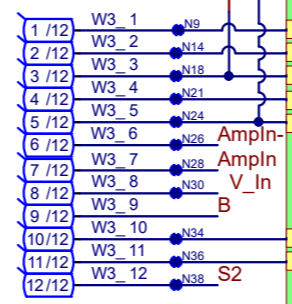 1 /12 W3_ 1 N9
2 /12 W3_ 2 N14
3 /12 W3_ 3 N18
4 /12 W3_ 4 N21
5 /12 W3_ 5 N24
6 /12 W3_ 6 N26 AmpIn-
7 /12 W3_ 7 N28 AmpIn
8 /12 W3_ 8 N30 V_In
9 /12 W3_ 9 B
10/12 W3_ 10 N34
11/12 W3_ 11 N36
12/12 W3_ 12 N38 S2